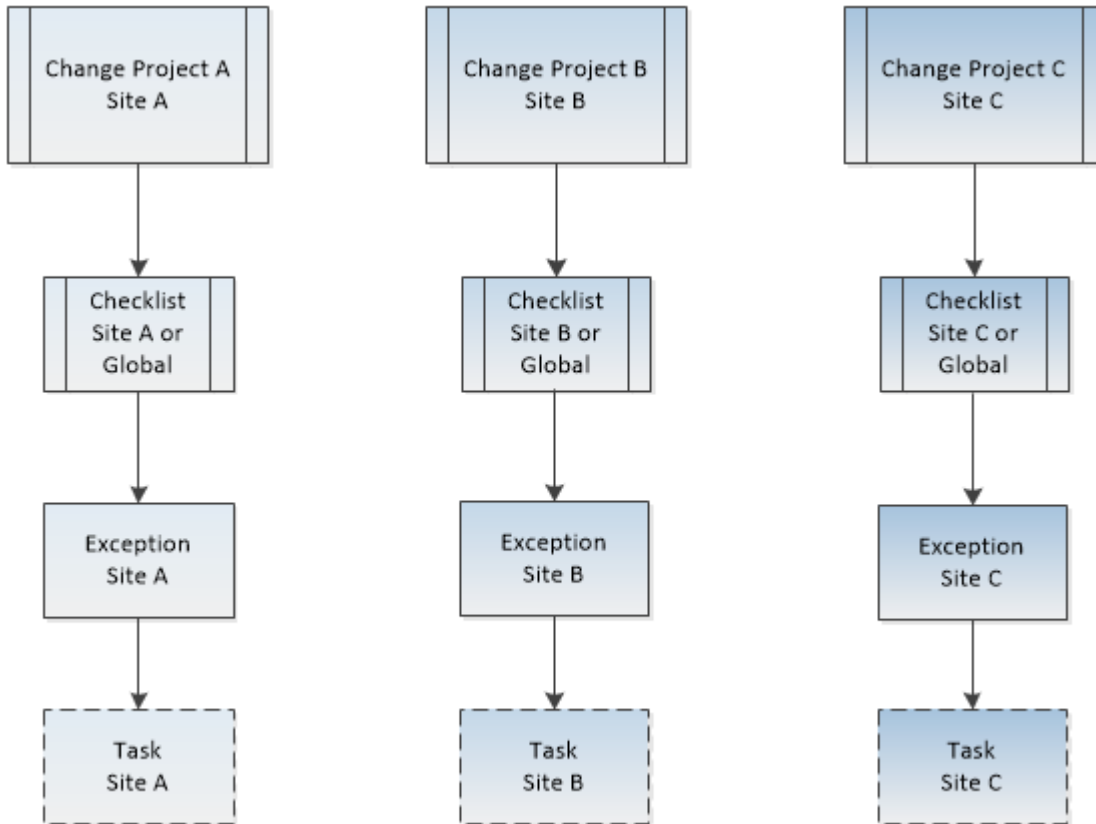 Change Project A
Site A
Change Project B
Site B
Change Project C
Site C
Checklist
Site A or
Global
Checklist
Site B or
Global
Checklist
Site C or
Global
Exception
Site A
Exception
Site B
Exception
Site C
Task
Site A
Task
Site B
Task
Site C